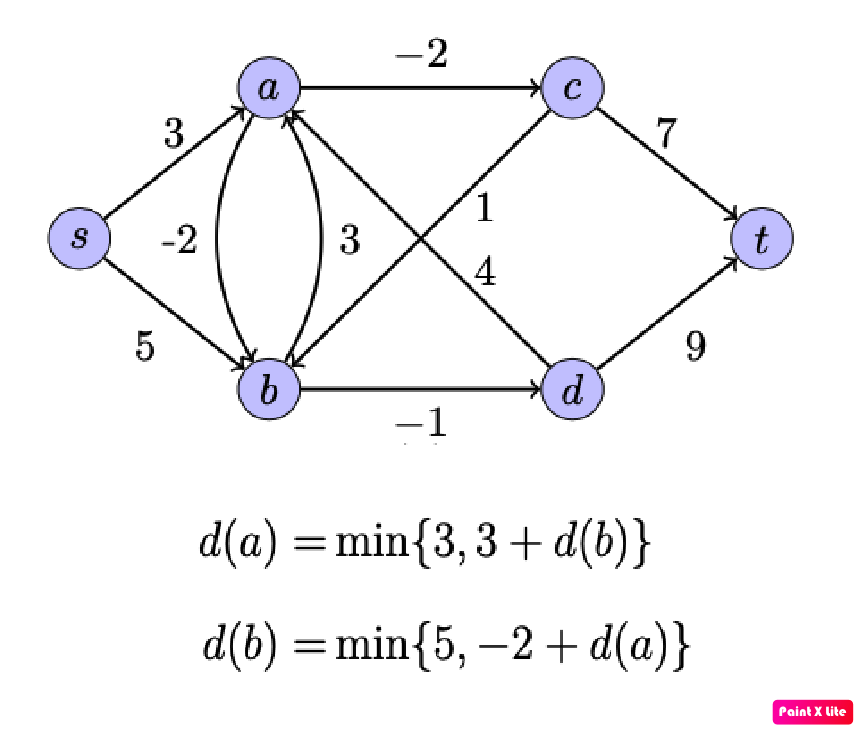 −2
a
c
3
7
1
s
-2
3
t
4
5
9
b
d
−1
d(a) = min{3, 3 + d(b)}
d(b) = min{5, −2 + d(a)}
Paint X Lite